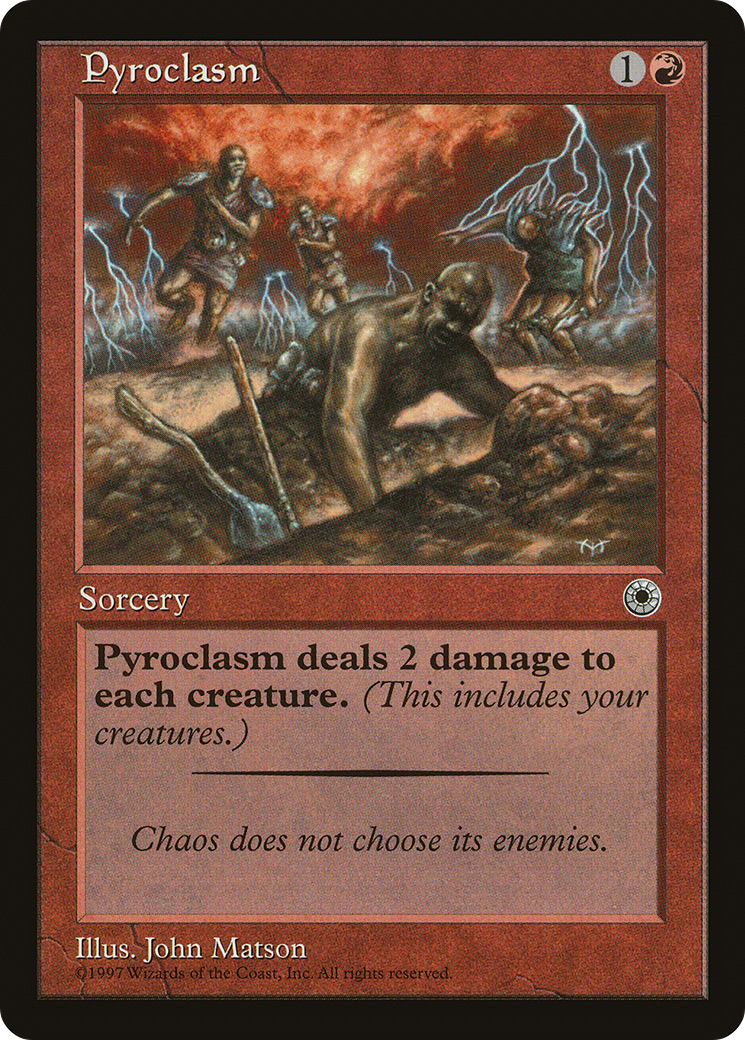 Pyroclasm
1
Sorcery
Pyroclasm deals 2 damage to
each creature. (This includes your
creatures.)
Chaos does not choose its enemies.
Illus. John Matson
©1997 Wizards of the Coast, Inc. All rights reserved.